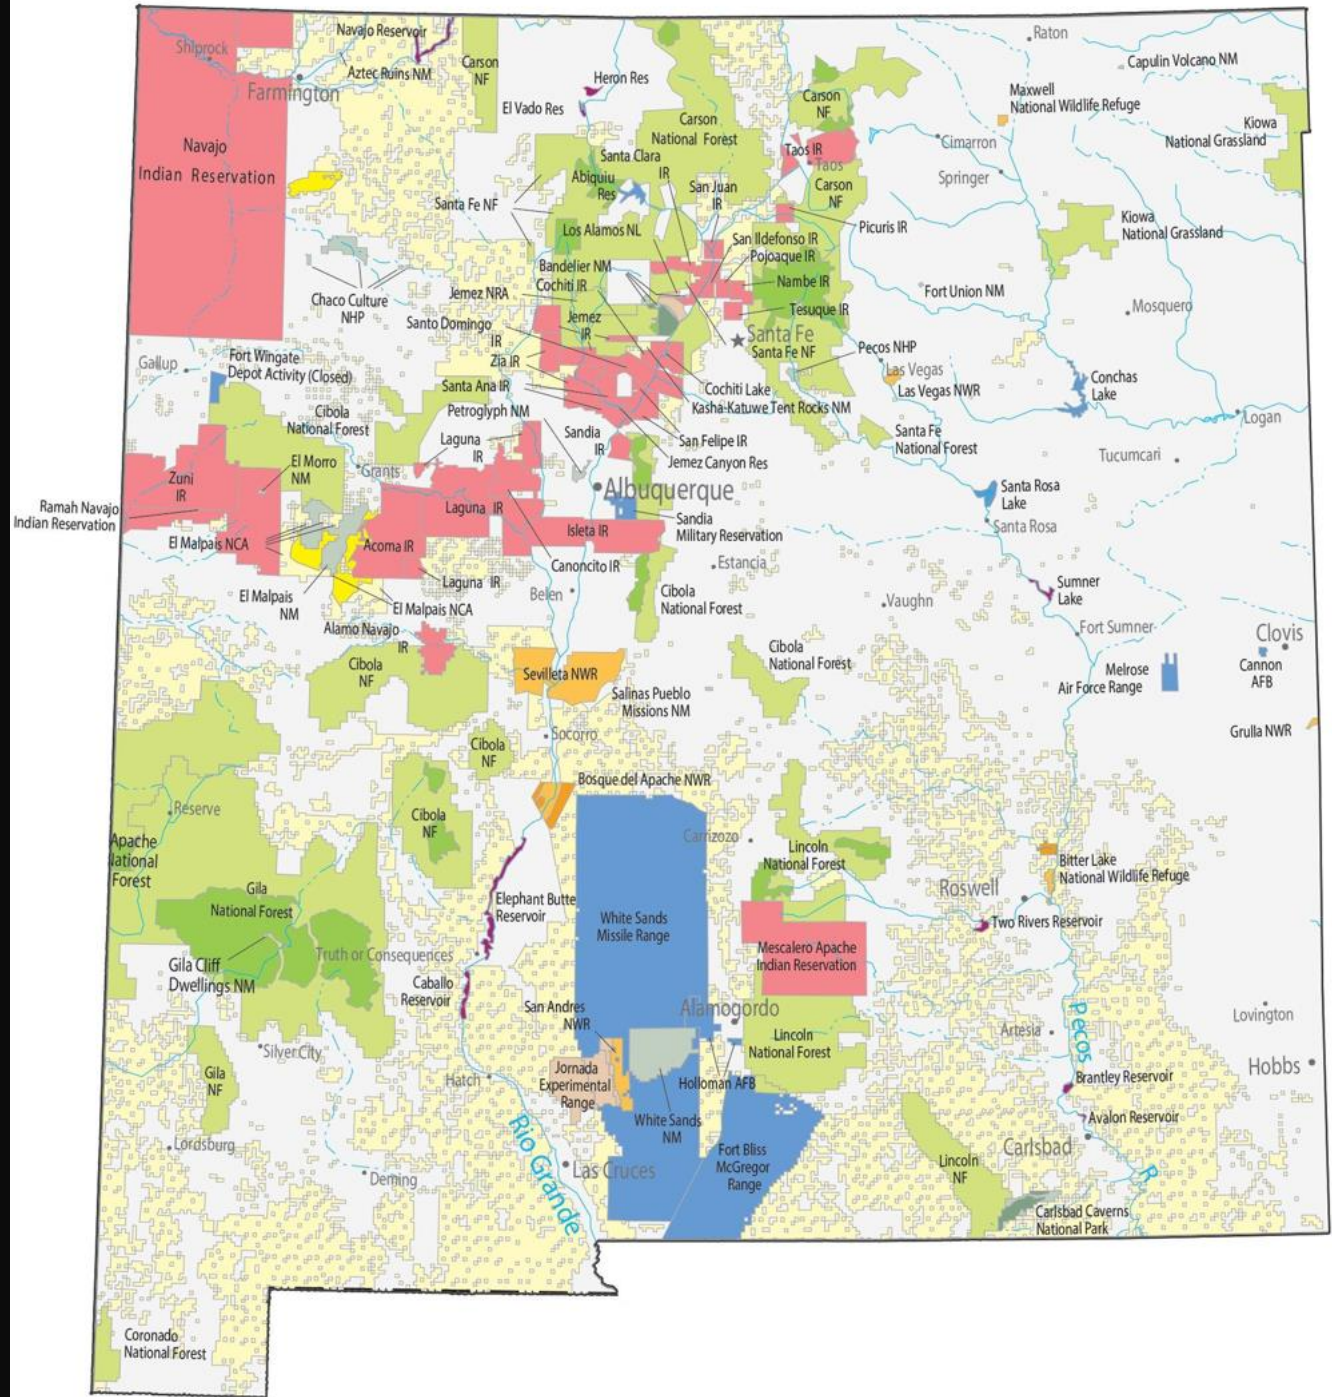 Navajo Reservoir
Raton
Shiprock
Aztec Ruins NM
Carson
NF
Capulin Volcano NM
Heron Res
Farmington
El Vado Res
Carson
NF
Maxwell
National Wildlife Refuge
Carson
National Forest
Kiowa
National Grassland
Navajo
Indian Reservation
Cimarron
Taos IR
Taos
Santa Clara
IR
Abiquiu
Res
Springer
San Juan
IR
Carson
NF
Santa Fe NF
Kiowa
National Grassland
Los Alamos NL
Picuris IR
San Ildefonso IR
Pojoaque IR
Bandelier NM
Cochiti IR
Nambe IR
Jemez NRA
Fort Union NM
Chaco Culture
NHP
Mosquero
Tesuque IR
Jemez
IR
Santo Domingo
IR
Santa Fe
Santa Fe NF
Pecos NHP
Gallup
Fort Wingate
Depot Activity (Closed)
Zia IR
Las Vegas
Las Vegas NWR
Conchas
Lake
Santa Ana IR
Cochiti Lake
Kasha-Katuwe Tent Rocks NM
Petroglyph NM
Cibola
National Forest
Logan
Laguna
IR
Sandia
IR
San Felipe IR
Santa Fe
National Forest
Jemez Canyon Res
El Morro
NM
Grants
Tucumcari
Zuni
IR
Albuquerque
Santa Rosa
Lake
Ramah Navajo
Indian Reservation
Laguna IR
Sandia
Military Reservation
Santa Rosa
Isleta IR
El Malpais NCA
Acoma IR
Canoncito IR
Estancia
Laguna IR
Belen
Cibola
National Forest
Sumner
Lake
El Malpais
NM
El Malpais NCA
Vaughn
Fort Sumner
Alamo Navajo
IR
Clovis
Cibola
NF
Cibola
National Forest
Melrose
Air Force Range
Cannon
AFB
Sevilleta NWR
Salinas Pueblo
Missions NM
Grulla NWR
Socorro
Cibola
NF
Bosque del Apache NWR
Reserve
Cibola
NF
Carrizozo
Apache
National
Forest
Lincoln
National Forest
Bitter Lake
National Wildlife Refuge
Gila
National Forest
Roswell
Elephant Butte
Reservoir
White Sands
Missile Range
Two Rivers Reservoir
Truth or Consequences
Mescalero Apache
Indian Reservation
Gila Cliff
Dwellings NM
Caballo
Reservoir
San Andres
NWR
Alamogordo
Pecos
Lovington
Artesia
Lincoln
National Forest
Silver City
Hobbs
Gila
NF
Hatch
Jornada
Experimental
Range
Holloman AFB
Brantley Reservoir
White Sands
NM
Avalon Reservoir
Lordsburg
Rio Grande
Carlsbad
Fort Bliss
McGregor
Range
Las Cruces
Lincoln
NF
R
Deming
Carlsbad Caverns
National Park
Coronado
National Forest